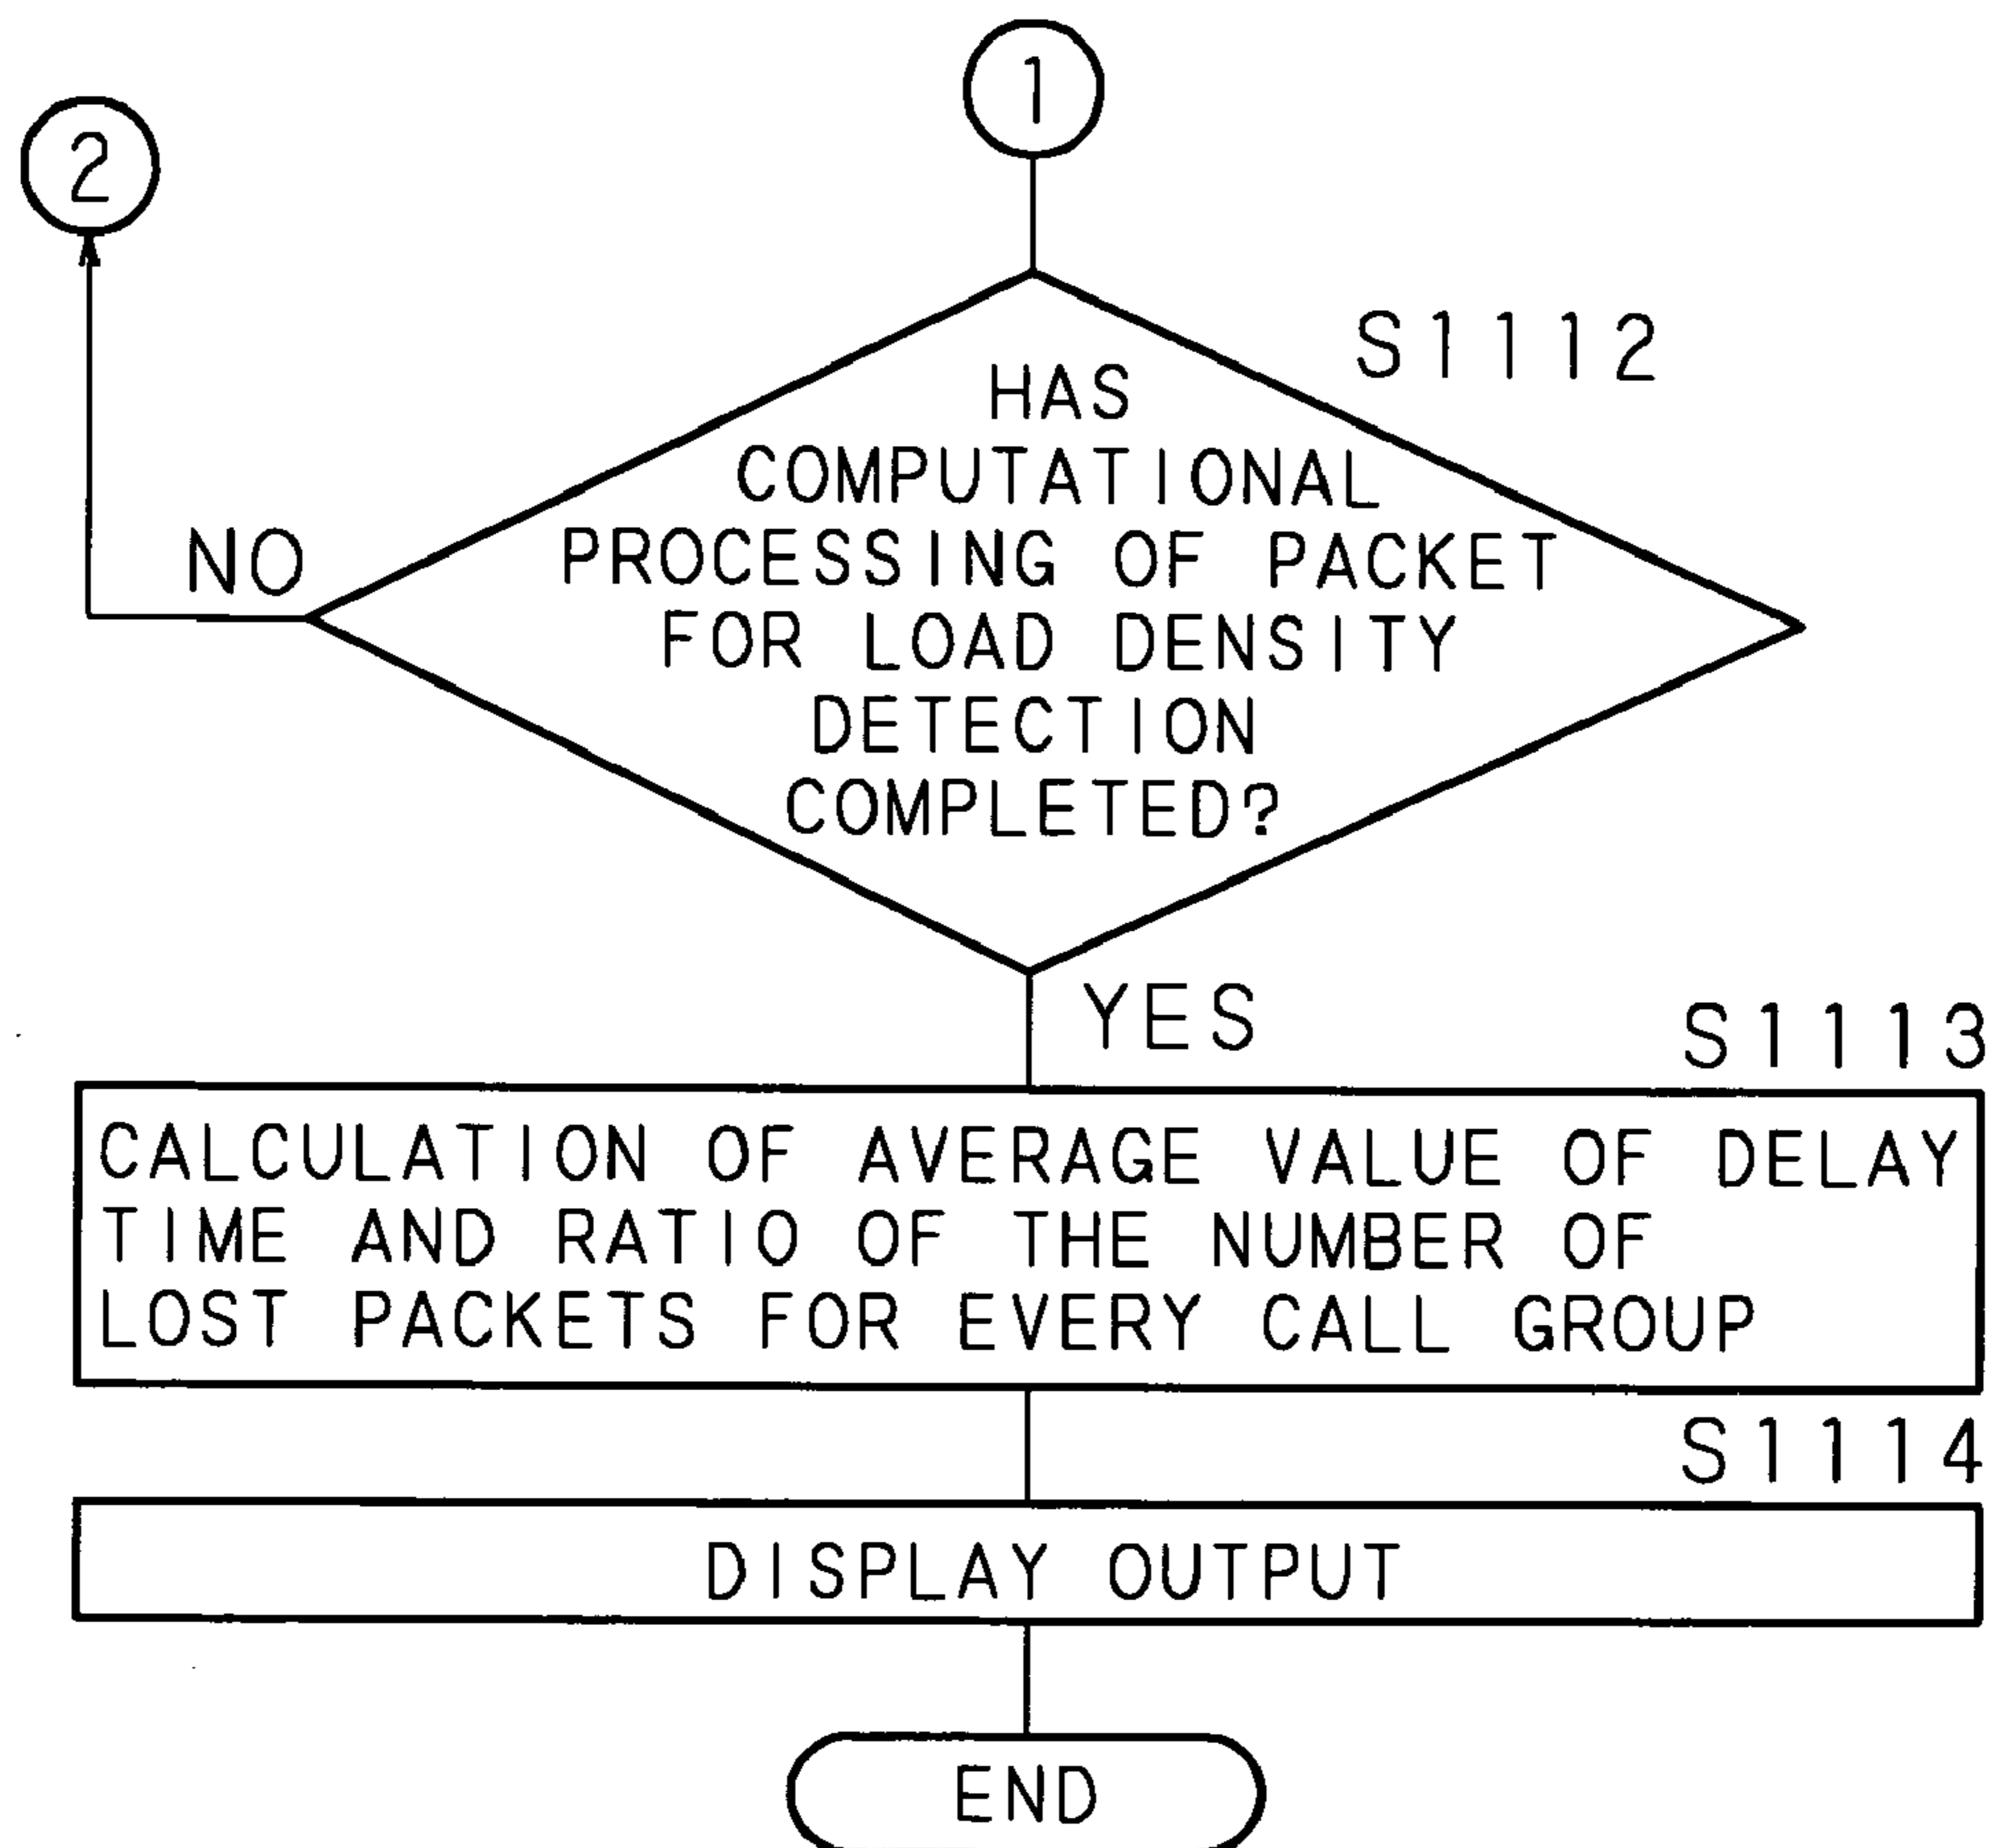 1
2
S1112
HAS
COMPUTATIONAL
PROCESSING OF PACKET
FOR LOAD DENSITY
DETECTION
COMPLETED?
NO
YES
S1113
CALCULATION OF AVERAGE VALUE OF DELAY
TIME AND RATIO OF THE NUMBER OF
LOST PACKETS FOR EVERY CALL GROUP
S1114
DISPLAY OUTPUT
END